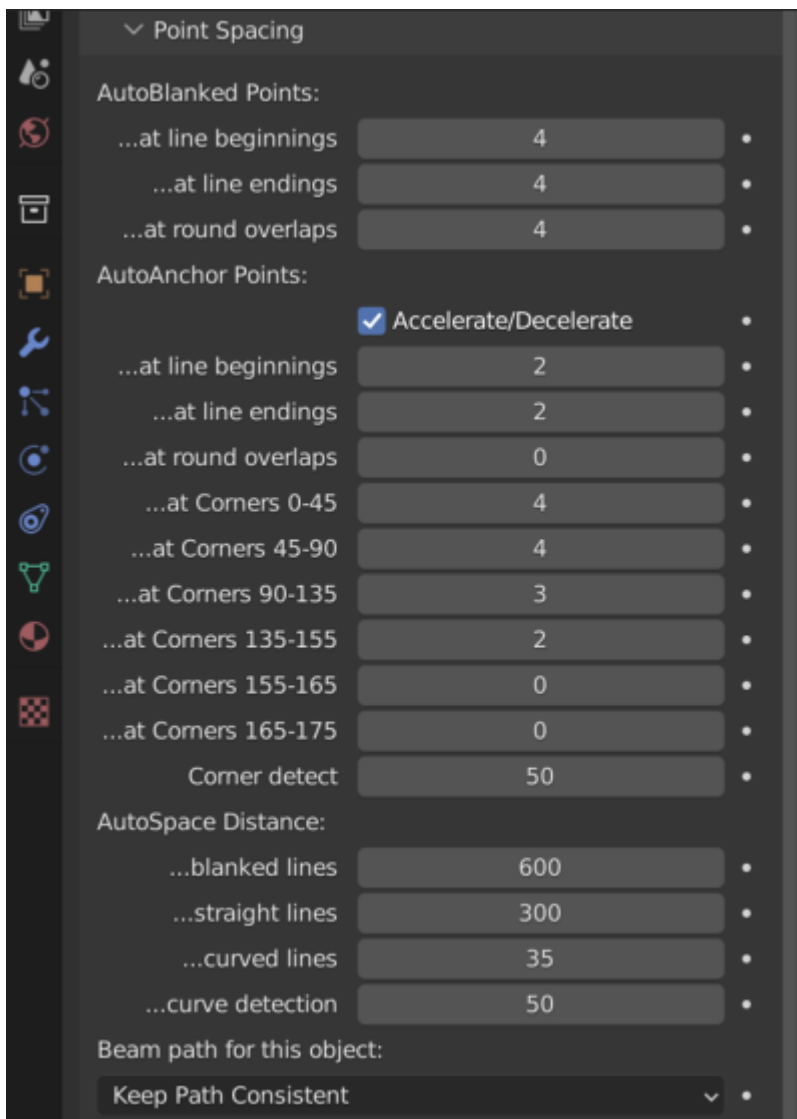 Point Spacing
AutoBlanked Points:
...at line beginnings 4
...at line endings 4
...at round overlaps 4
AutoAnchor Points:
Accelerate/Decelerate
...at line beginnings 2
...at line endings 2
...at round overlaps 0
...at Corners 0-45 4
...at Corners 45-90 4
...at Corners 90-135 3
...at Corners 135-155 2
...at Corners 155-165 0
...at Corners 165-175 0
Corner detect 50
AutoSpace Distance:
...blanked lines 600
...straight lines 300
...curved lines 35
...curve detection 50
Beam path for this object:
Keep Path Consistent